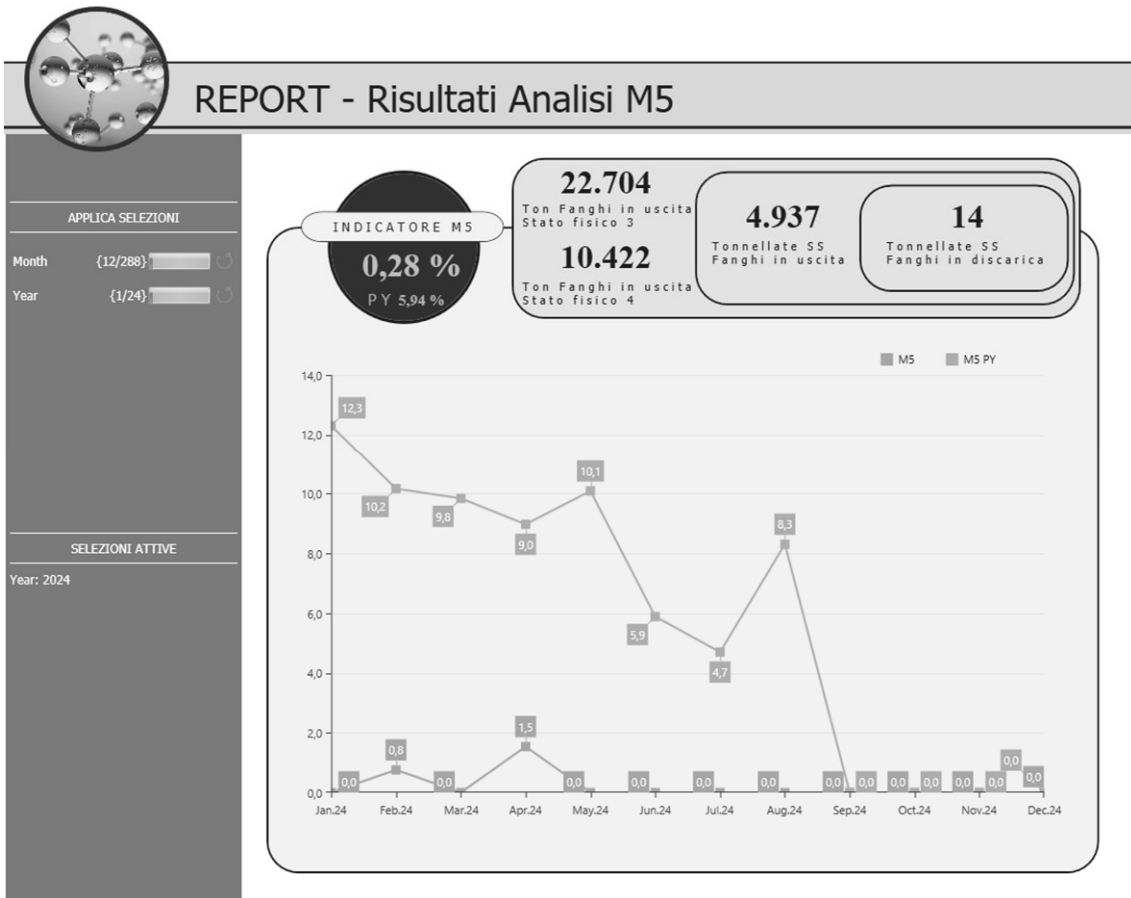 REPORT - Risultati Analisi M5
APPLICA SELEZIONI
Month {12/288}
Year {1/24}
SELEZIONI ATTIVE
Year: 2024
INDICATORE M5
0,28 %
PY 5,94 %
22.704
Ton Fanghi in uscita
Stato fisico 3
10.422
Ton Fanghi in uscita
Stato fisico 4
4.937
Tonnellate SS
Fanghi in uscita
14
Tonnellate SS
Fanghi in discarica
M5 M5 PY
14,0
12,3
12,0
10,2
9,8
9,0
10,1
10,0
8,3
8,0
5,9
6,0
4,7
4,0
2,0
0,8
1,5
0,0
0,0 0,0 0,0 0,0 0,0 0,0 0,0 0,0 0,0 0,0 0,0 0,0 0,0 0,0
Jan.24 Feb.24 Mar.24 Apr.24 May.24 Jun.24 Jul.24 Aug.24 Sep.24 Oct.24 Nov.24 Dec.24